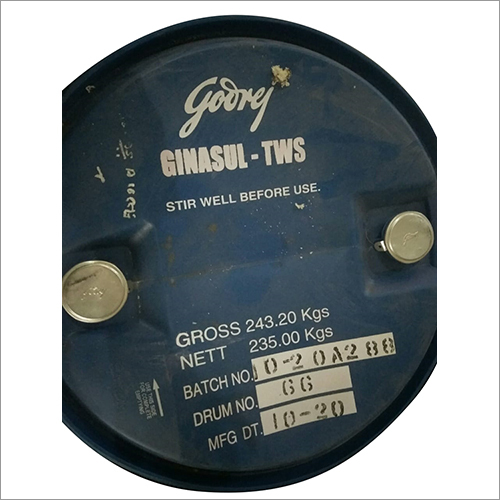 Godrej
GINASUL - TWS
STIR WELL BEFORE USE.
GROSS 243.20 Kgs
NETT 235.00 Kgs
BATCH NO. 10-20A288
DRUM NO. 66
MFG DT. 10-20